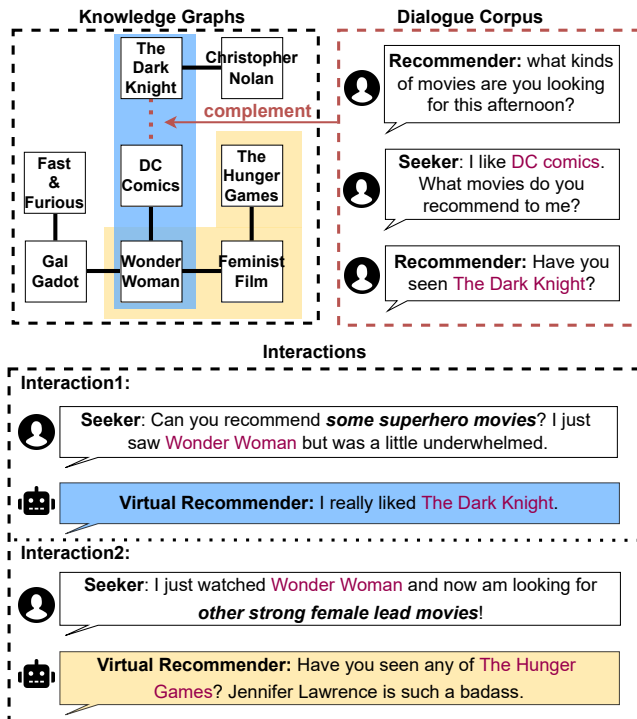 Knowledge Graphs
Dialogue Corpus
The
Dark
Knight
Christopher
Nolan
complement
Fast
&
Furious
DC
Comics
The
Hunger
Games
Gal
Gadot
Wonder
Woman
Feminist
Film
Recommender: what kinds
of movies are you looking
for this afternoon?
Seeker: I like DC comics.
What movies do you
recommend to me?
Recommender: Have you
seen The Dark Knight?
Interactions
Interaction1:
Seeker: Can you recommend some superhero movies? I just
saw Wonder Woman but was a little underwhelmed.
Virtual Recommender: I really liked The Dark Knight.
Interaction2:
Seeker: I just watched Wonder Woman and now am looking for
other strong female lead movies!
Virtual Recommender: Have you seen any of The Hunger
Games? Jennifer Lawrence is such a badass.